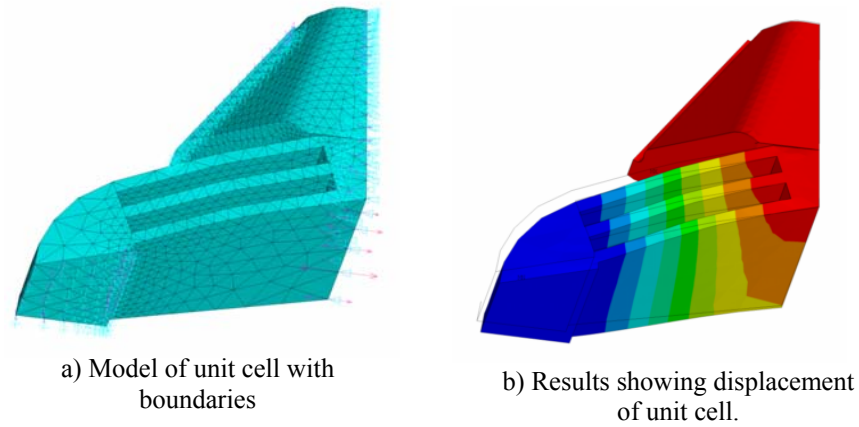 a) Model of unit cell with
boundaries
b) Results showing displacement
of unit cell.